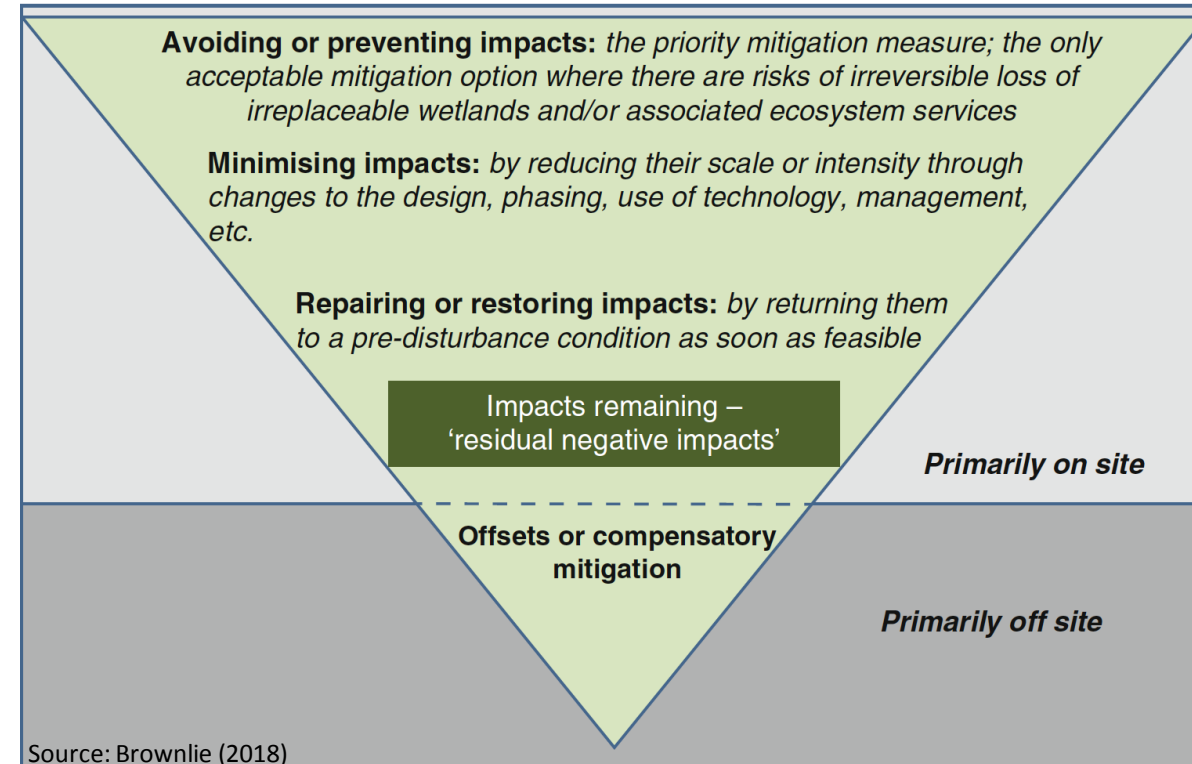 Avoiding or preventing impacts: the priority mitigation measure; the only
acceptable mitigation option where there are risks of irreversible loss of
irreplaceable wetlands and/or associated ecosystem services
Minimising impacts: by reducing their scale or intensity through
changes to the design, phasing, use of technology, management,
etc.
Repairing or restoring impacts: by returning them
to a pre-disturbance condition as soon as feasible
Impacts remaining –
‘residual negative impacts’
Primarily on site
Offsets or compensatory
mitigation
Primarily off site
Source: Brownlie (2018)